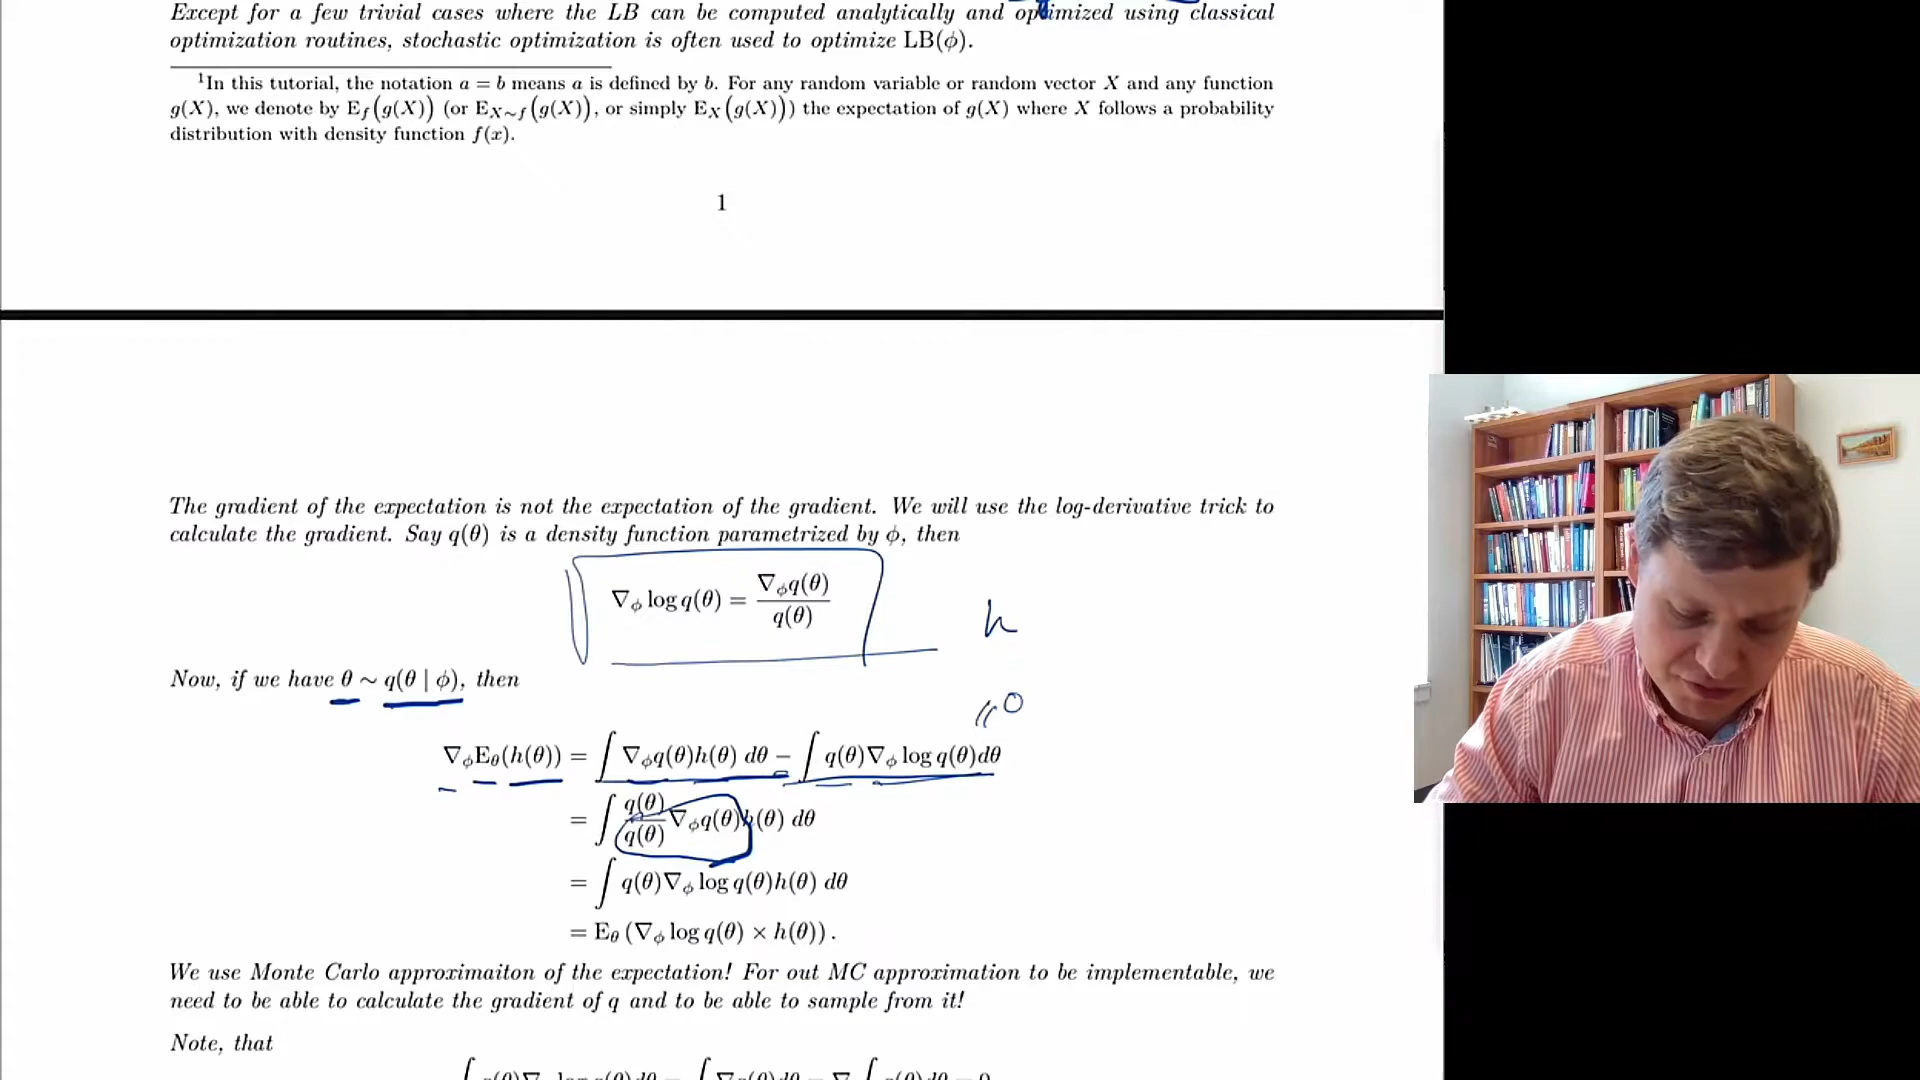 Except for a few trivial cases where the LB can be computed analytically and optimized using classical
optimization routines, stochastic optimization is often used to optimize LB(ϕ).
¹In this tutorial, the notation a = b means a is defined by b. For any random variable or random vector X and any function
g(X), we denote by E_f(g(X)) (or E_{X∼f}(g(X)), or simply E_X(g(X))) the expectation of g(X) where X follows a probability
distribution with density function f(x).
1
The gradient of the expectation is not the expectation of the gradient. We will use the log-derivative trick to
calculate the gradient. Say q(θ) is a density function parametrized by ϕ, then
∇_ϕ log q(θ) = ∇_ϕ q(θ) / q(θ)
h
Now, if we have θ ∼ q(θ | ϕ), then
// 0
∇_ϕ E_θ(h(θ)) = ∫ ∇_ϕ q(θ)h(θ) dθ − ∫ q(θ)∇_ϕ log q(θ)dθ
= ∫ q(θ)/q(θ) ∇_ϕ q(θ)h(θ) dθ
= ∫ q(θ)∇_ϕ log q(θ)h(θ) dθ
= E_θ (∇_ϕ log q(θ) × h(θ)) .
We use Monte Carlo approximaiton of the expectation! For out MC approximation to be implementable, we
need to be able to calculate the gradient of q and to be able to sample from it!
Note, that